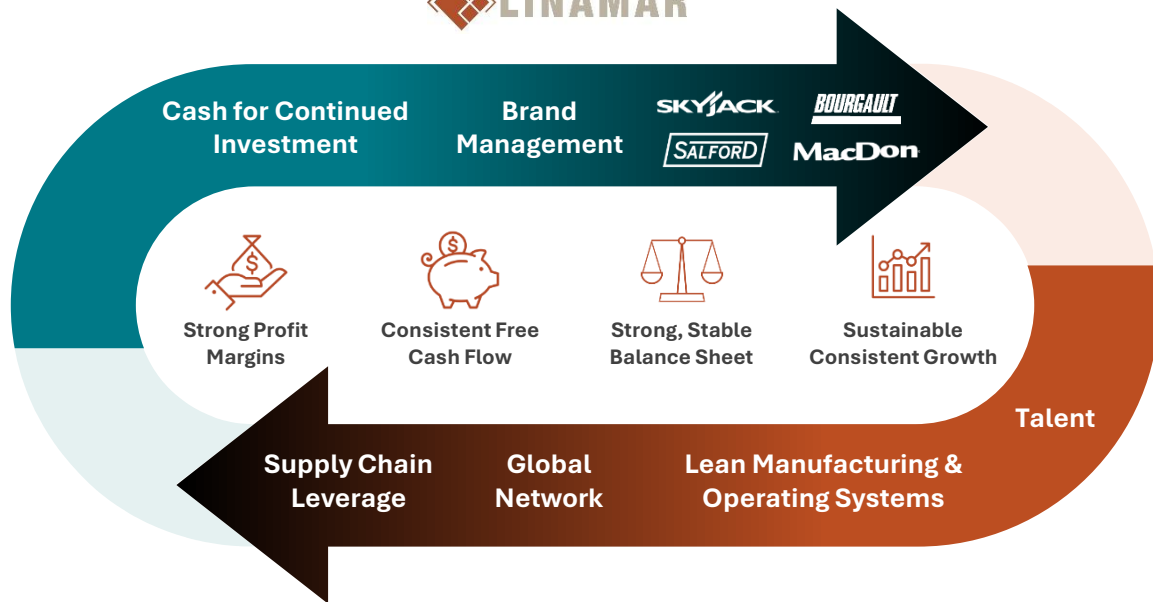 LINAMAR
Cash for Continued
Investment
Brand
Management
SKYJACK
BOURGAULT
SALFORD
MacDon
$
$
Strong Profit
Margins
Consistent Free
Cash Flow
Strong, Stable
Balance Sheet
Sustainable
Consistent Growth
Talent
Supply Chain
Leverage
Global
Network
Lean Manufacturing &
Operating Systems